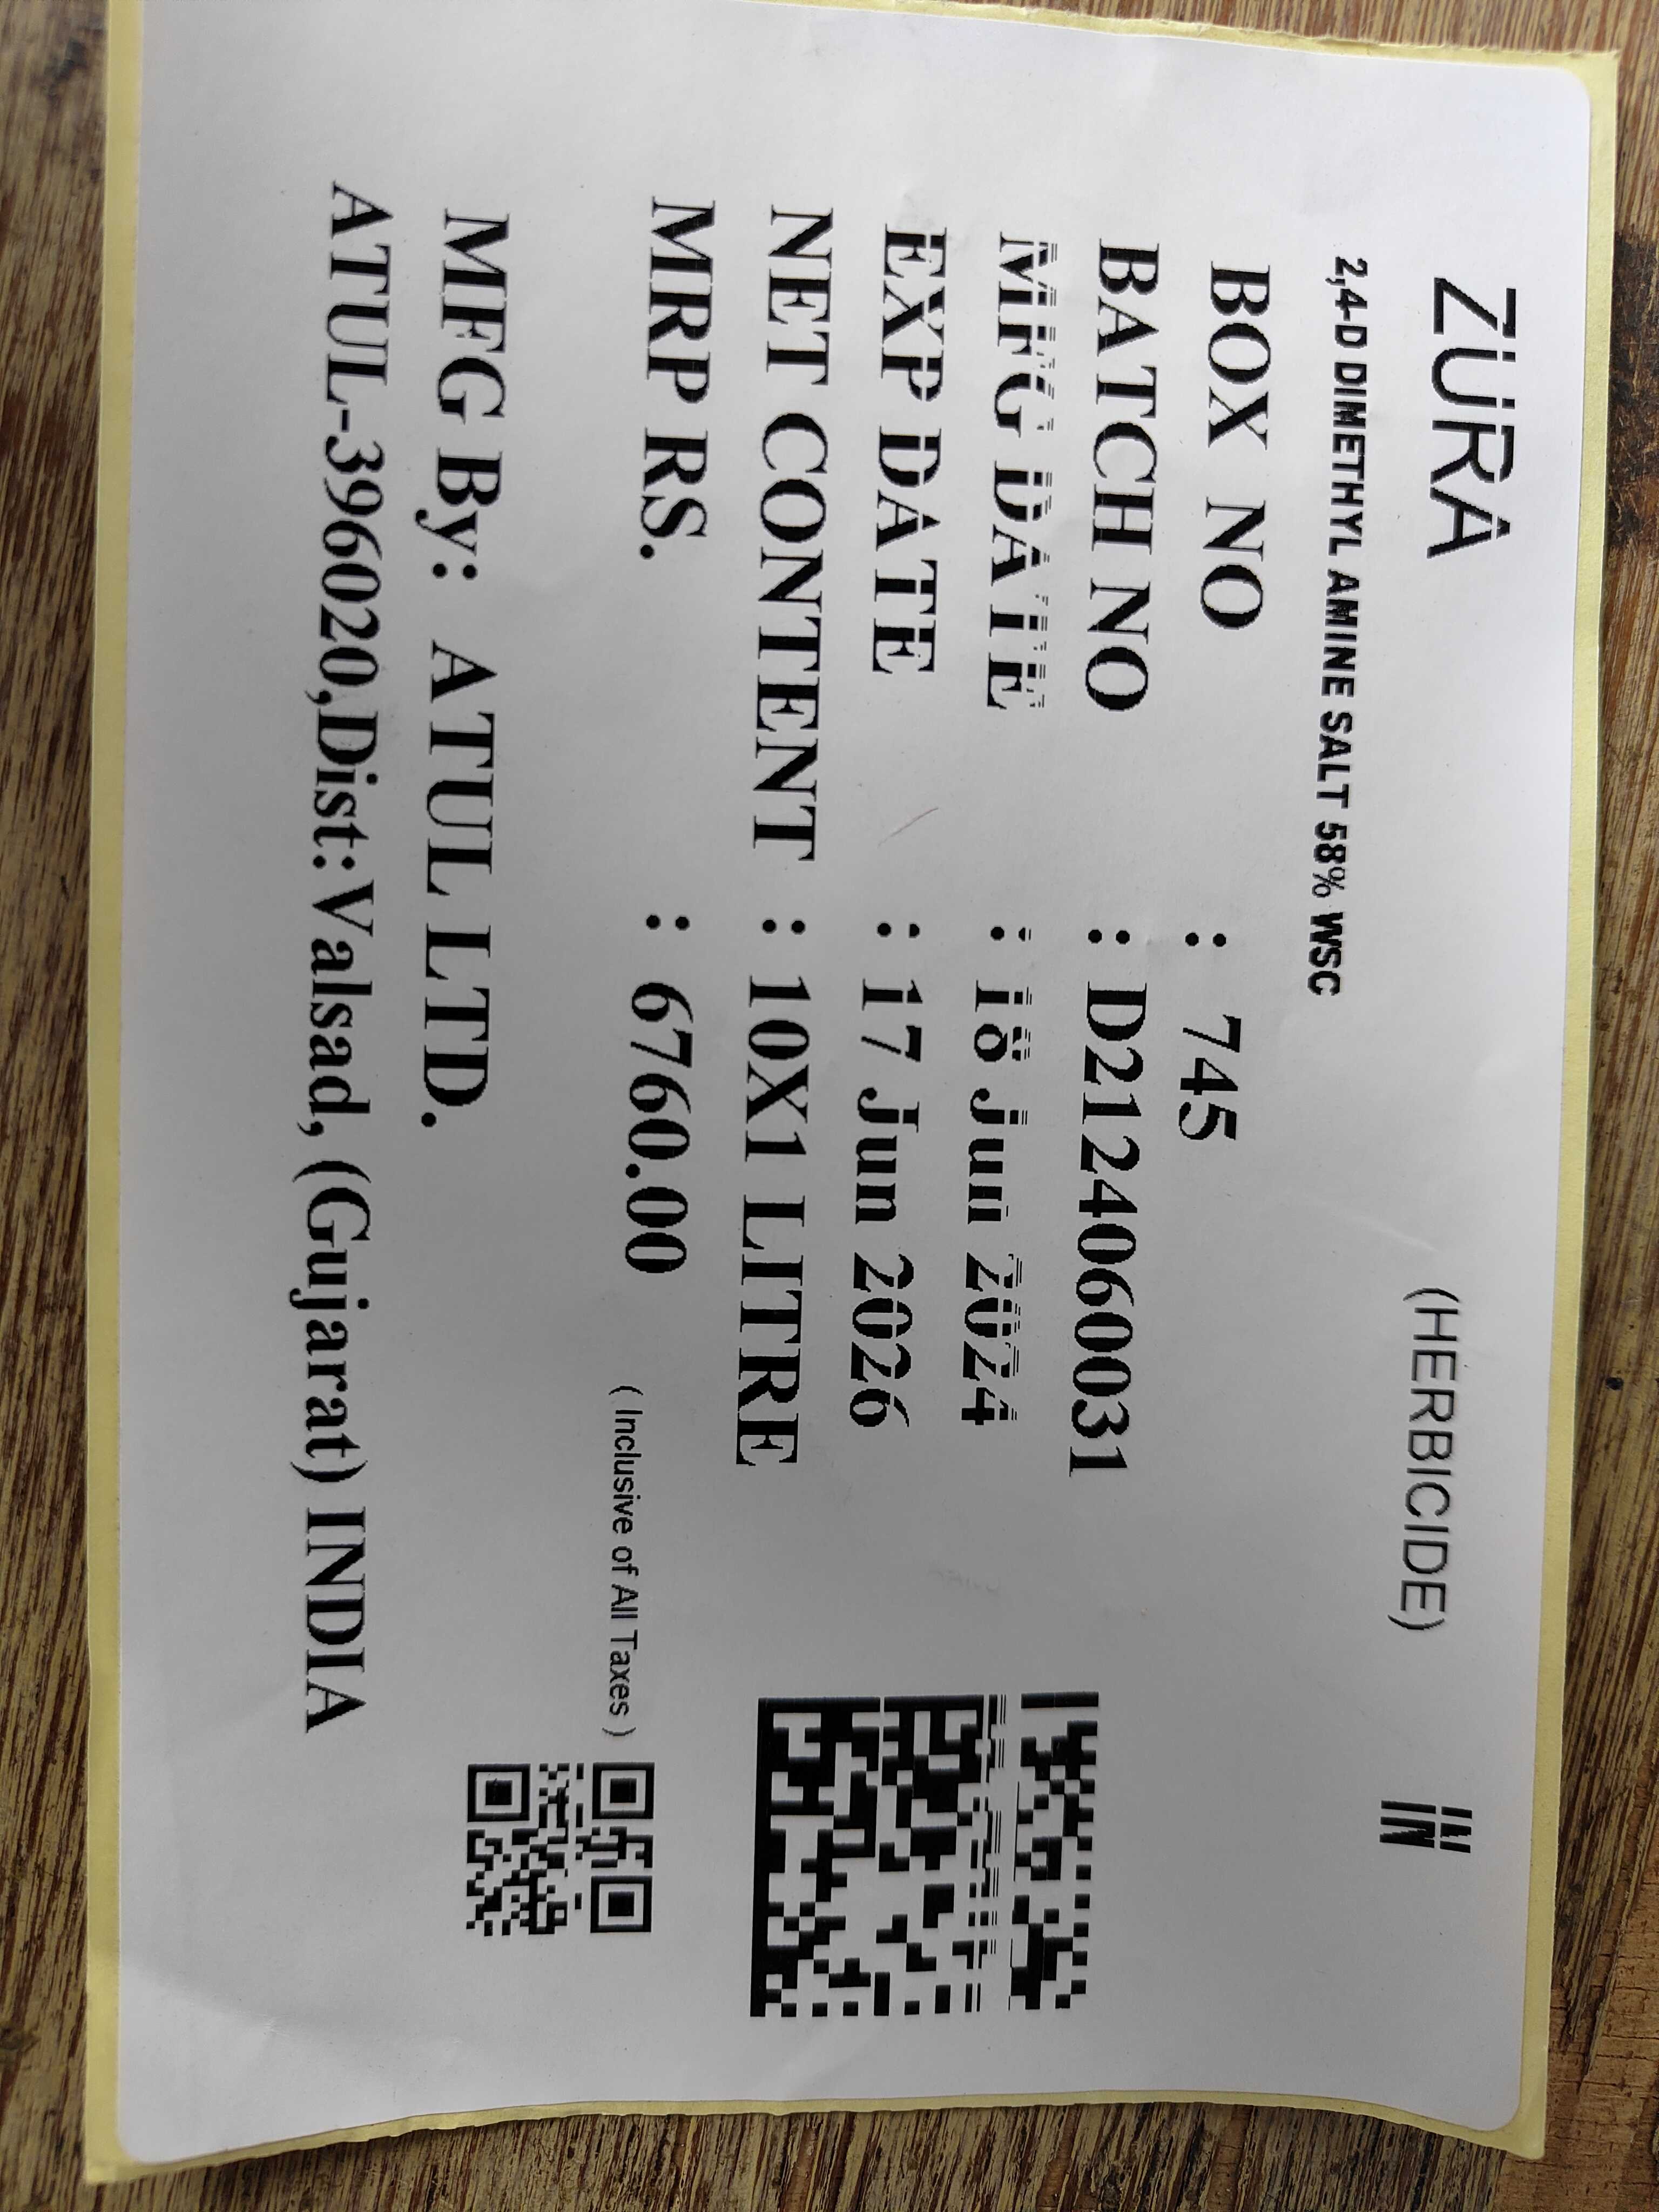 ZURA (HERBICIDE) IN
2,4-D DIMETHYL AMINE SALT 58% WSC
BOX NO : 745
BATCH NO : D2124060031
MFG DATE : 18 Jun 2024
EXP DATE : 17 Jun 2026
NET CONTENT : 10X1 LITRE
MRP RS. : 6760.00 ( Inclusive of All Taxes )
MFG By: ATUL LTD.
ATUL-396020,Dist:Valsad, (Gujarat) INDIA